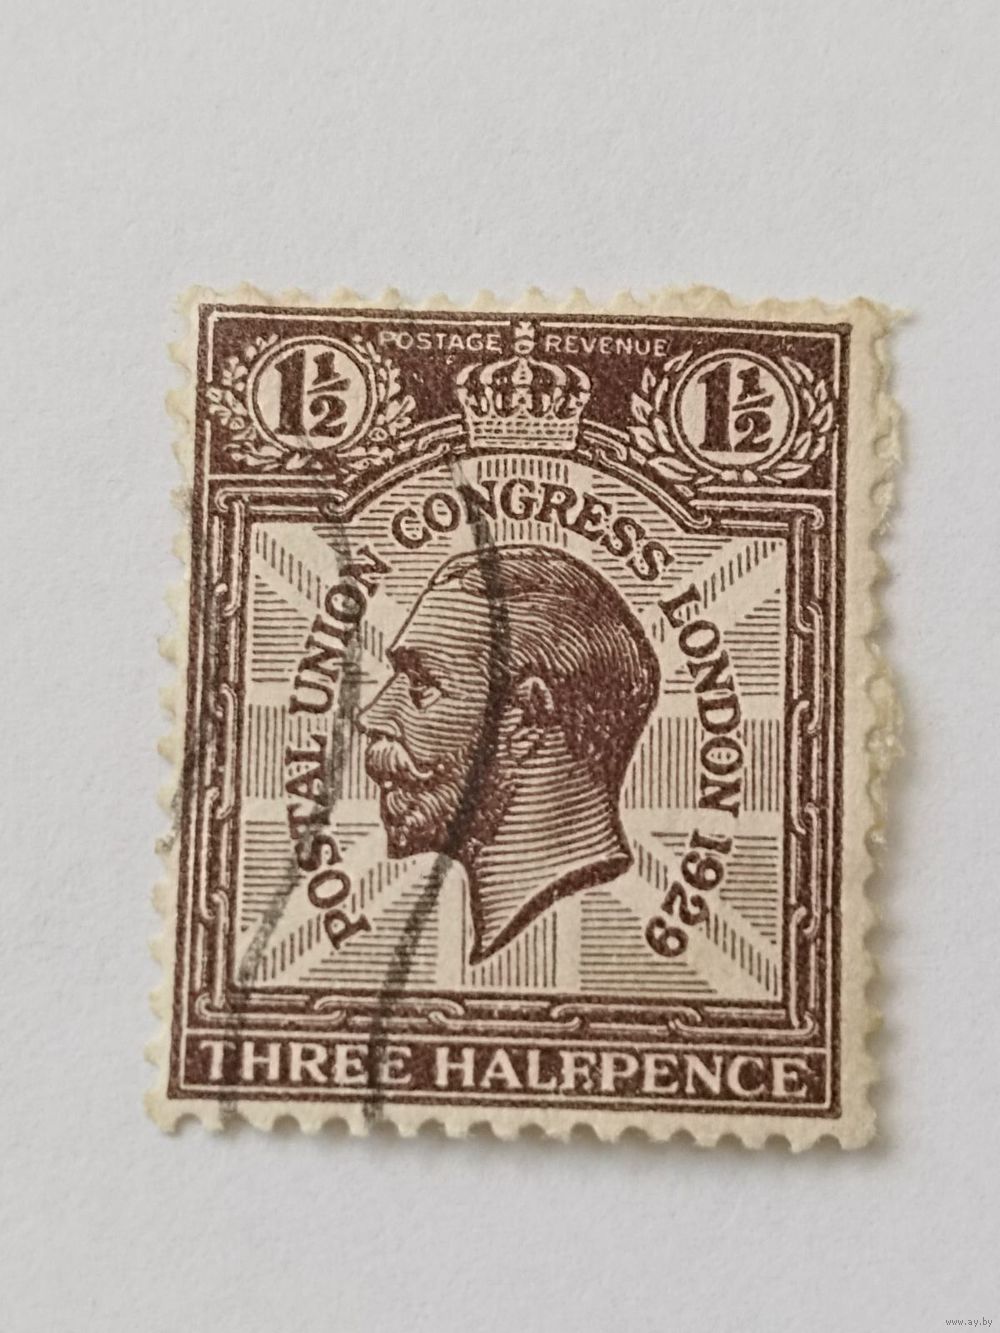 POSTAGE REVENUE
1½ 1½
POSTAL UNION CONGRESS LONDON 1929
THREE HALFPENCE
www.ay.by